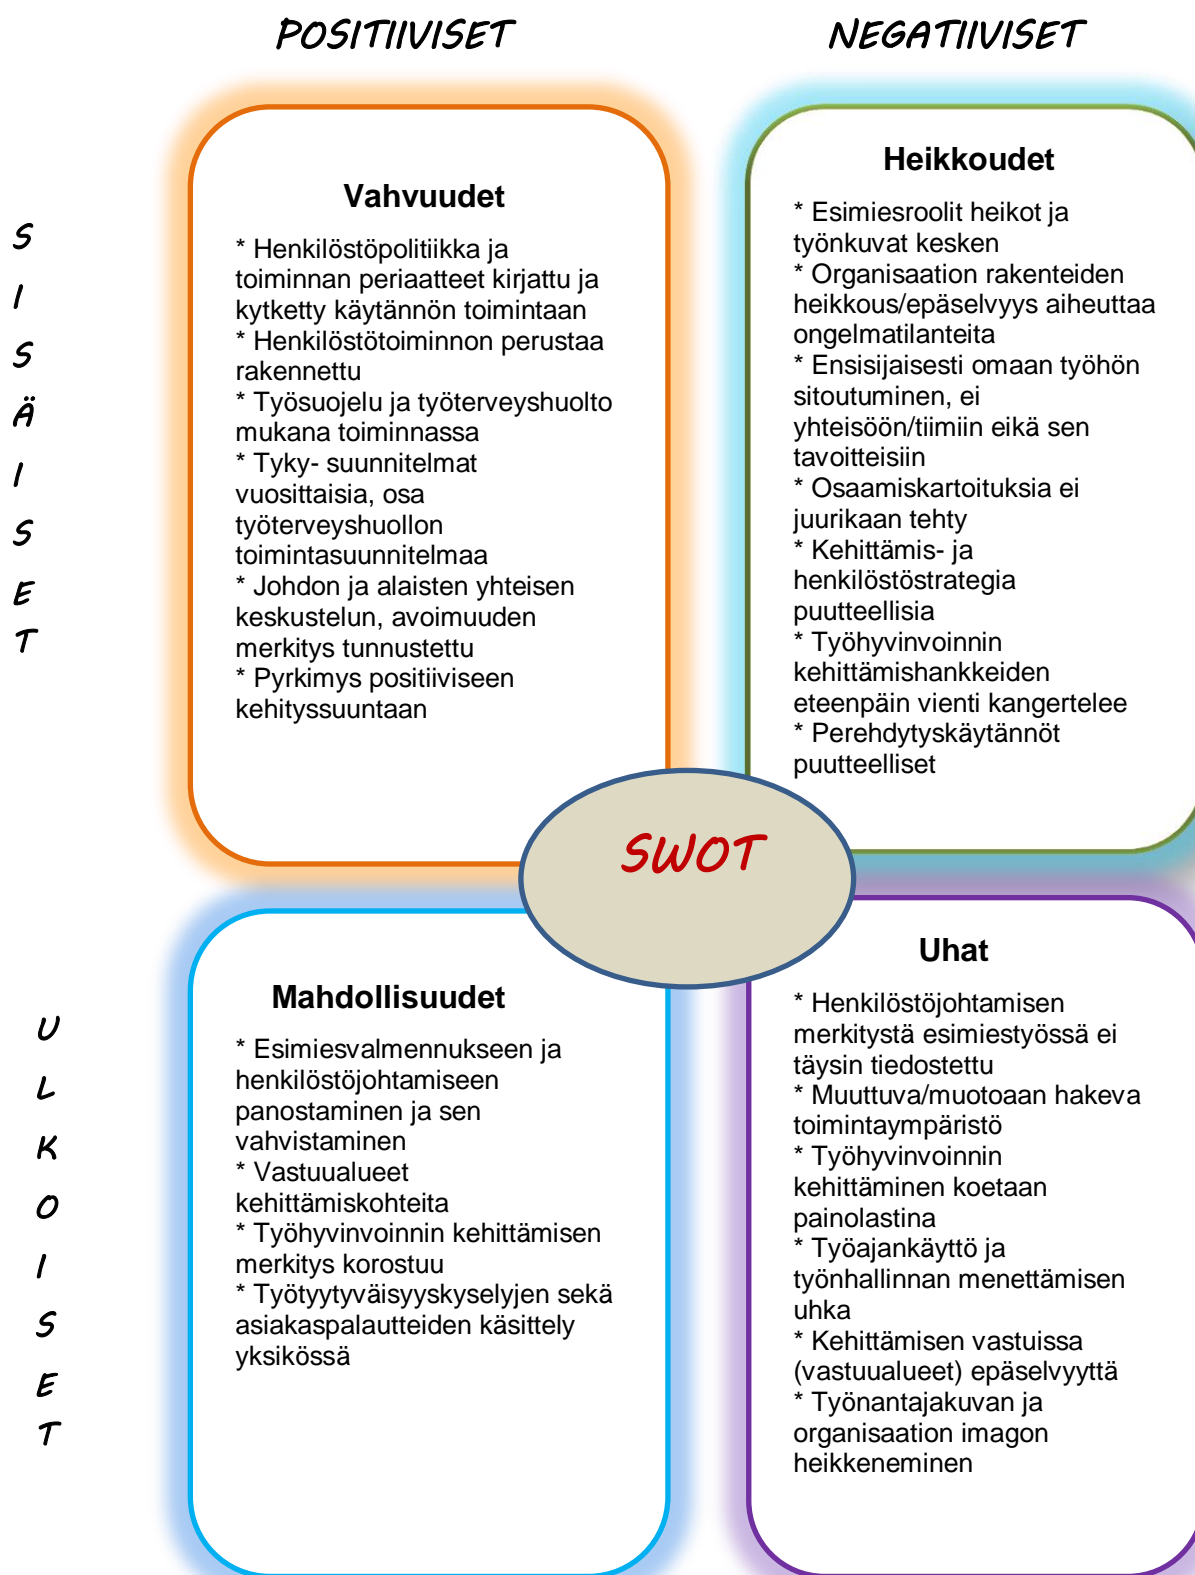 POSITIIVISET
NEGATIIVISET
SISÄISET
Vahvuudet
* Henkilöstöpolitiikka ja
toiminnan periaatteet kirjattu ja
kytketty käytännön toimintaan
* Henkilöstötoiminnon perustaa
rakennettu
* Työsuojelu ja työterveyshuolto
mukana toiminnassa
* Tyky- suunnitelmat
vuosittaisia, osa
työterveyshuollon
toimintasuunnitelmaa
* Johdon ja alaisten yhteisen
keskustelun, avoimuuden
merkitys tunnustettu
* Pyrkimys positiiviseen
kehityssuuntaan
Heikkoudet
* Esimiesroolit heikot ja
työnkuvat kesken
* Organisaation rakenteiden
heikkous/epäselvyys aiheuttaa
ongelmatilanteita
* Ensisijaisesti omaan työhön
sitoutuminen, ei
yhteisöön/tiimiin eikä sen
tavoitteisiin
* Osaamiskartoituksia ei
juurikaan tehty
* Kehittämis- ja
henkilöstöstrategia
puutteellisia
* Työhyvinvoinnin
kehittämishankkeiden
eteenpäin vienti kangertelee
* Perehdytyskäytännöt
puutteelliset
SWOT
ULKOISET
Mahdollisuudet
* Esimiesvalmennukseen ja
henkilöstöjohtamiseen
panostaminen ja sen
vahvistaminen
* Vastuualueet
kehittämiskohteita
* Työhyvinvoinnin kehittämisen
merkitys korostuu
* Työtyytyväisyyskyselyjen sekä
asiakaspalautteiden käsittely
yksikössä
Uhat
* Henkilöstöjohtamisen
merkitystä esimiestyössä ei
täysin tiedostettu
* Muuttuva/muotoaan hakeva
toimintaympäristö
* Työhyvinvoinnin
kehittäminen koetaan
painolastina
* Työajankäyttö ja
työnhallinnan menettämisen
uhka
* Kehittämisen vastuissa
(vastuualueet) epäselvyyttä
* Työnantajakuvan ja
organisaation imagon
heikkeneminen